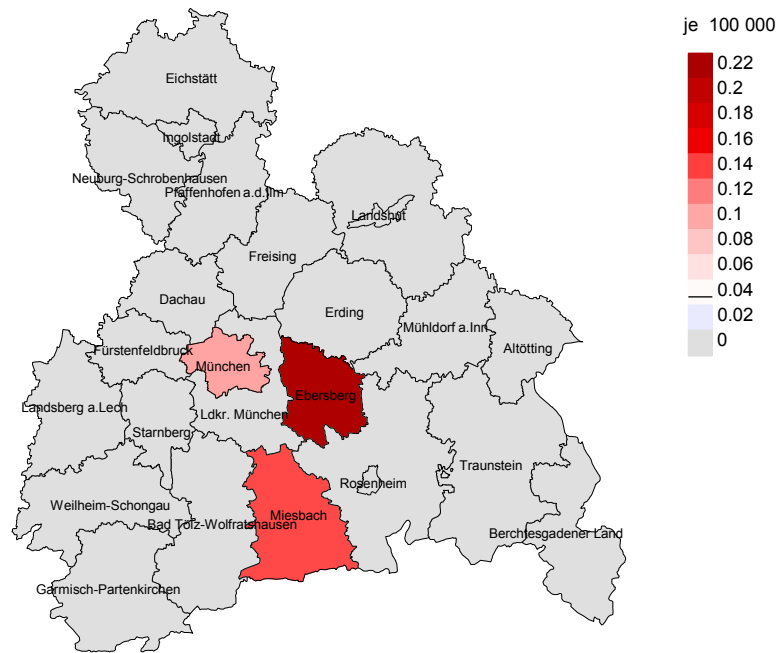 je 100 000
0.22
0.2
0.18
0.16
0.14
0.12
0.1
0.08
0.06
0.04
0.02
0
Eichstätt
Ingolstadt
Neuburg-Schrobenhausen
Pfaffenhofen a.d.Ilm
Landshut
Freising
Dachau
Erding
Mühldorf a.Inn
Altötting
Fürstenfeldbruck
München
Ebersberg
Landsberg a.Lech
Ldkr. München
Starnberg
Traunstein
Rosenheim
Weilheim-Schongau
Miesbach
Bad Tölz-Wolfratshausen
Berchtesgadener Land
Garmisch-Partenkirchen